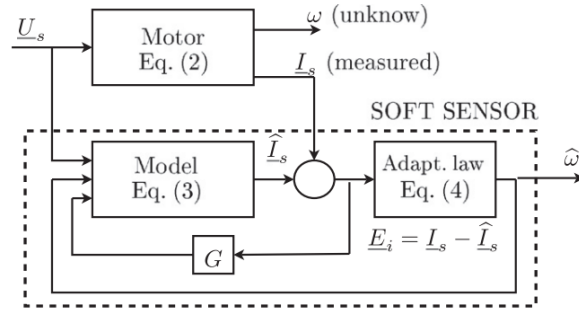 U_s
Motor
Eq. (2)
ω (unknow)
I_s (measured)
SOFT SENSOR
Model
Eq. (3)
Î_s
Adapt. law
Eq. (4)
ω̂
G
E_i = I_s − Î_s